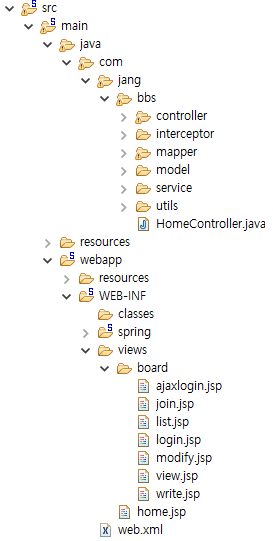 src
main
java
com
jang
bbs
controller
interceptor
mapper
model
service
utils
HomeController.java
resources
webapp
resources
WEB-INF
classes
spring
views
board
ajaxlogin.jsp
join.jsp
list.jsp
login.jsp
modify.jsp
view.jsp
write.jsp
home.jsp
web.xml